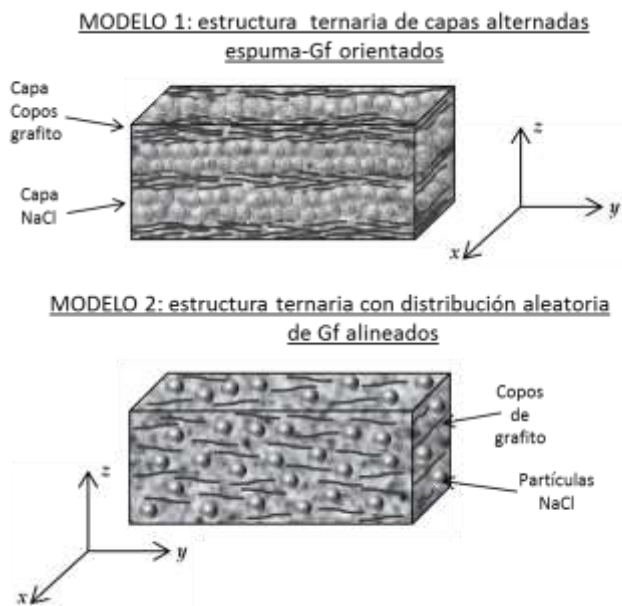 MODELO 1: estructura ternaria de capas alternadas
espuma-Gf orientados
Capa
Copos
grafito
Capa
NaCl
z
y
x
MODELO 2: estructura ternaria con distribución aleatoria
de Gf alineados
Copos
de
grafito
Partículas
NaCl
z
y
x